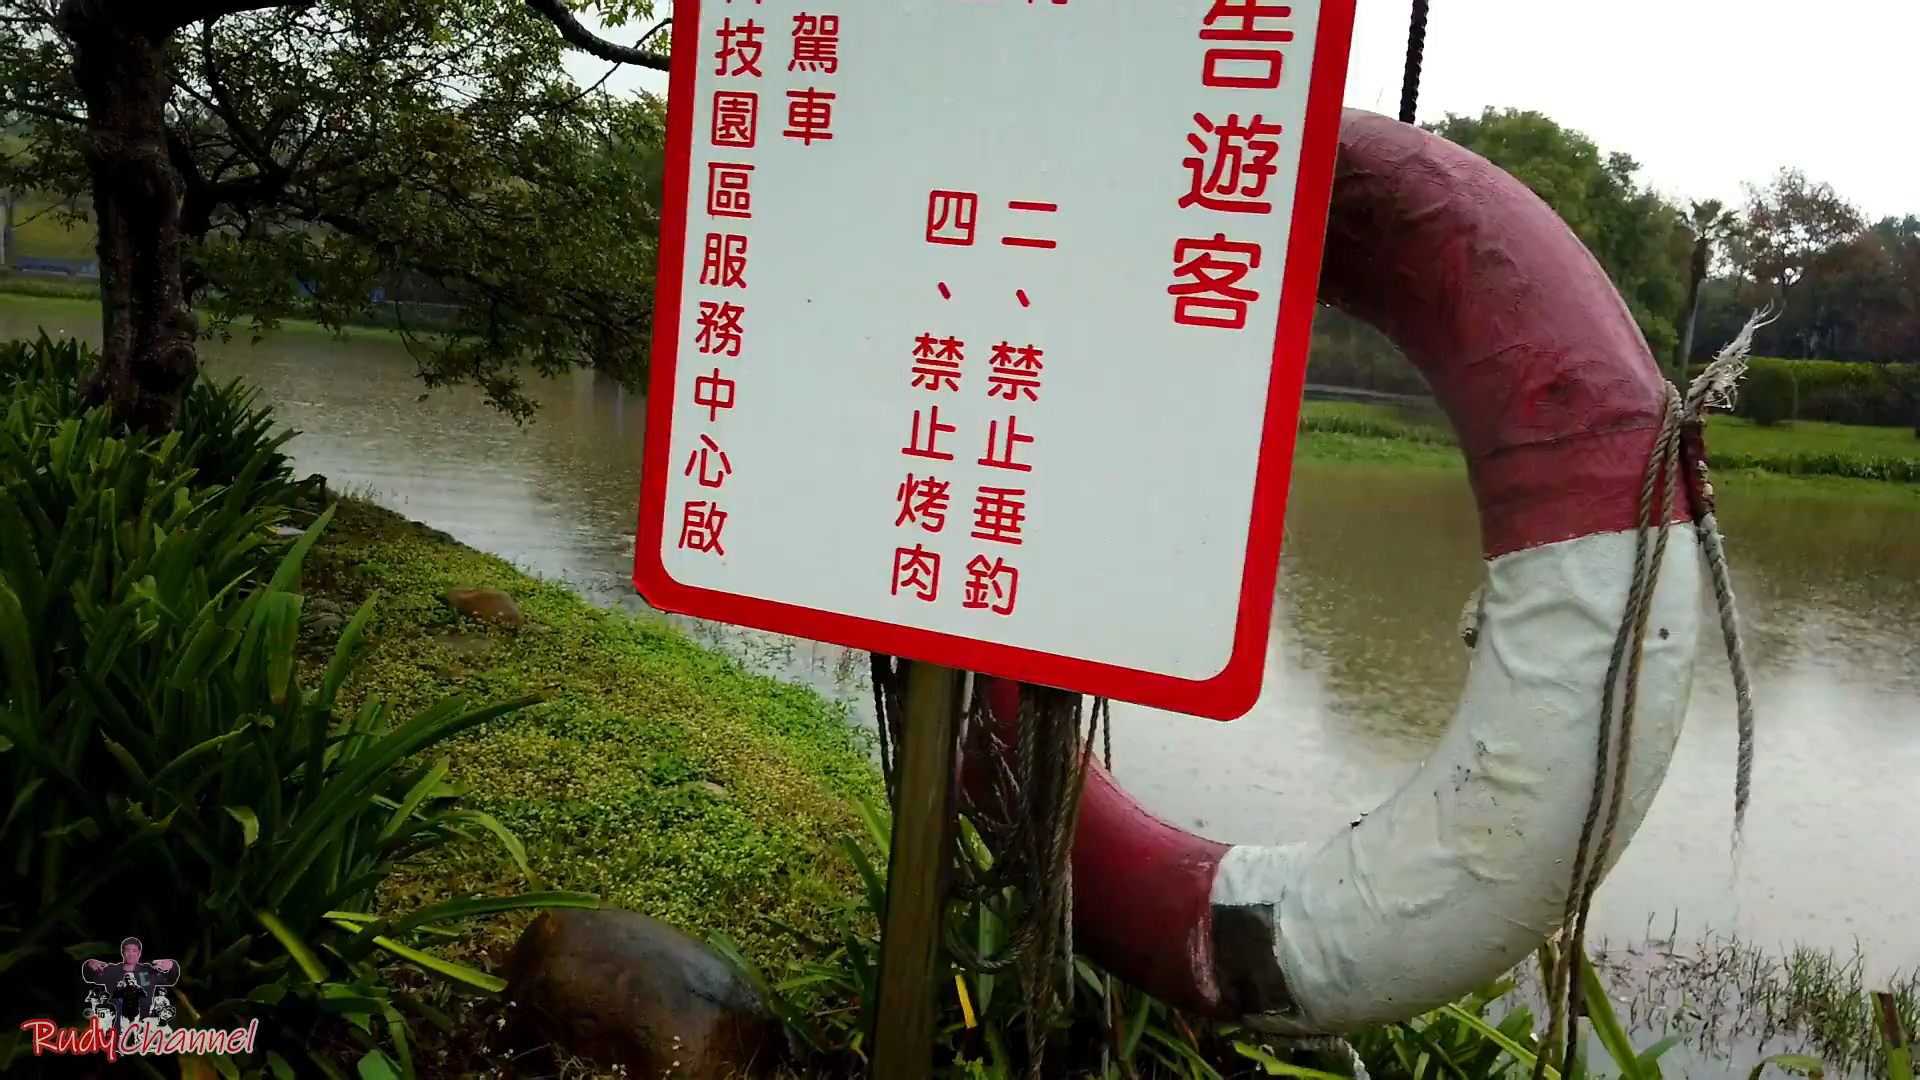 告遊客
二、禁止垂釣
四、禁止烤肉
駕車
技園區服務中心啟
RudyChannel